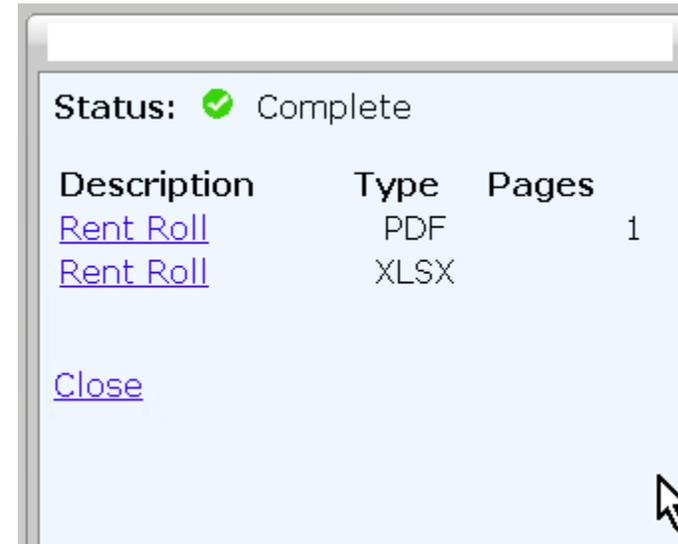 Status: Complete
Description Type Pages
Rent Roll PDF 1
Rent Roll XLSX
Close